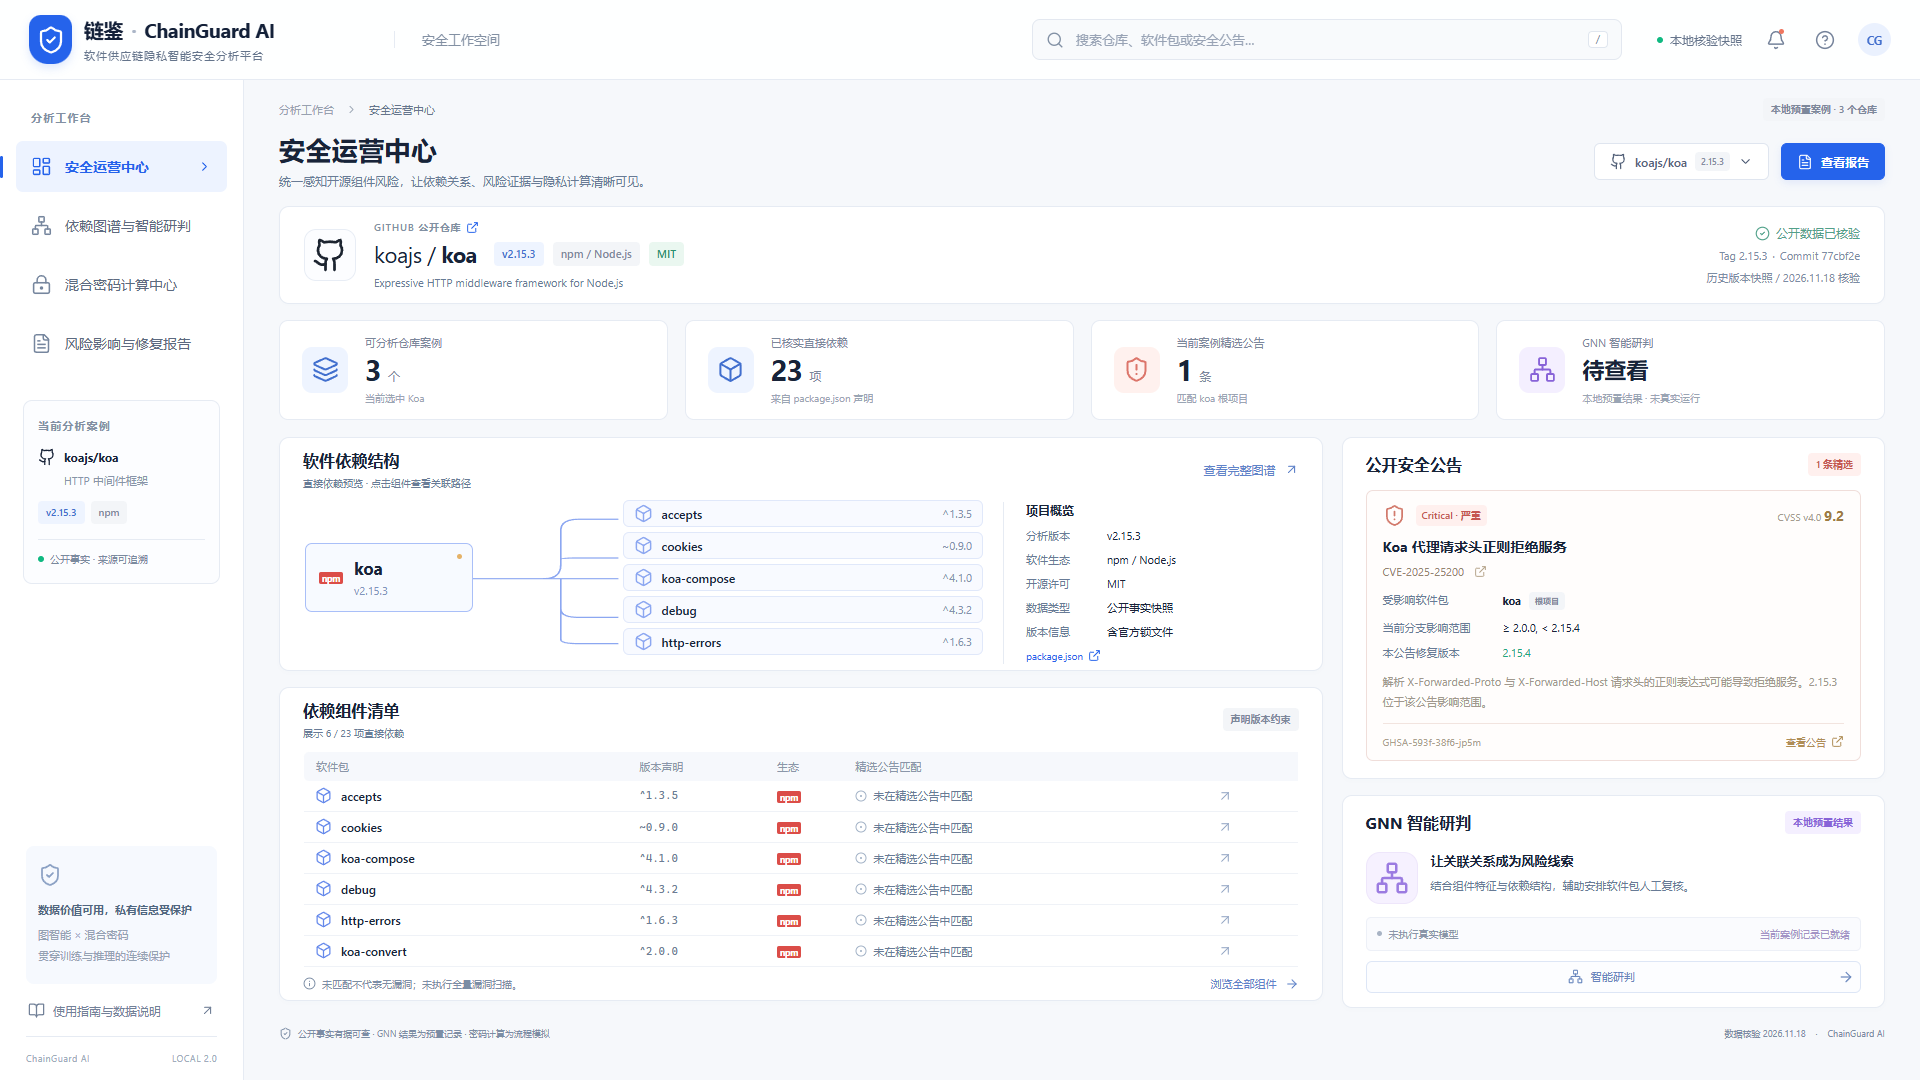 链鉴 · ChainGuard AI
软件供应链隐私智能安全分析平台
安全工作空间
搜索仓库、软件包或安全公告...
/
本地核验快照
CG
分析工作台
安全运营中心
依赖图谱与智能研判
混合密码计算中心
风险影响与修复报告
当前分析案例
koajs/koa
HTTP 中间件框架
v2.15.3
npm
公开事实 · 来源可追溯
数据价值可用，私有信息受保护
图智能 × 混合密码
贯穿训练与推理的连续保护
使用指南与数据说明
ChainGuard AI
LOCAL 2.0
分析工作台 > 安全运营中心
本地预置案例 · 3 个仓库
安全运营中心
统一感知开源组件风险，让依赖关系、风险证据与隐私计算清晰可见。
koajs/koa 2.15.3
查看报告
GITHUB 公开仓库
koajs / koa
v2.15.3
npm / Node.js
MIT
Expressive HTTP middleware framework for Node.js
公开数据已核验
Tag 2.15.3 · Commit 77cbf2e
历史版本快照 / 2026.11.18 核验
可分析仓库案例
3 个
当前选中 Koa
已核实直接依赖
23 项
来自 package.json 声明
当前案例精选公告
1 条
匹配 koa 根项目
GNN 智能研判
待查看
本地预置结果 · 未真实运行
软件依赖结构
直接依赖预览 · 点击组件查看关联路径
查看完整图谱
npm
koa
v2.15.3
accepts ^1.3.5
cookies ~0.9.0
koa-compose ^4.1.0
debug ^4.3.2
http-errors ^1.6.3
项目概览
分析版本 v2.15.3
软件生态 npm / Node.js
开源许可 MIT
数据类型 公开事实快照
版本信息 含官方锁文件
package.json
依赖组件清单
展示 6 / 23 项直接依赖
声明版本约束
软件包 版本声明 生态 精选公告匹配
accepts ^1.3.5 npm 未在精选公告中匹配
cookies ~0.9.0 npm 未在精选公告中匹配
koa-compose ^4.1.0 npm 未在精选公告中匹配
debug ^4.3.2 npm 未在精选公告中匹配
http-errors ^1.6.3 npm 未在精选公告中匹配
koa-convert ^2.0.0 npm 未在精选公告中匹配
未匹配不代表无漏洞；未执行全量漏洞扫描。
浏览全部组件
公开安全公告
1 条精选
Critical · 严重
CVSS v4.0 9.2
Koa 代理请求头正则拒绝服务
CVE-2025-25200
受影响软件包 koa 根项目
当前分支影响范围 ≥ 2.0.0, < 2.15.4
本公告修复版本 2.15.4
解析 X-Forwarded-Proto 与 X-Forwarded-Host 请求头的正则表达式可能导致拒绝服务。2.15.3
位于该公告影响范围。
GHSA-593f-38f6-jp5m
查看公告
GNN 智能研判
本地预置结果
让关联关系成为风险线索
结合组件特征与依赖结构，辅助安排软件包人工复核。
未执行真实模型
当前案例记录已就绪
智能研判
公开事实有据可查 · GNN 结果为预置记录 · 密码计算为流程模拟
数据核验 2026.11.18 · ChainGuard AI